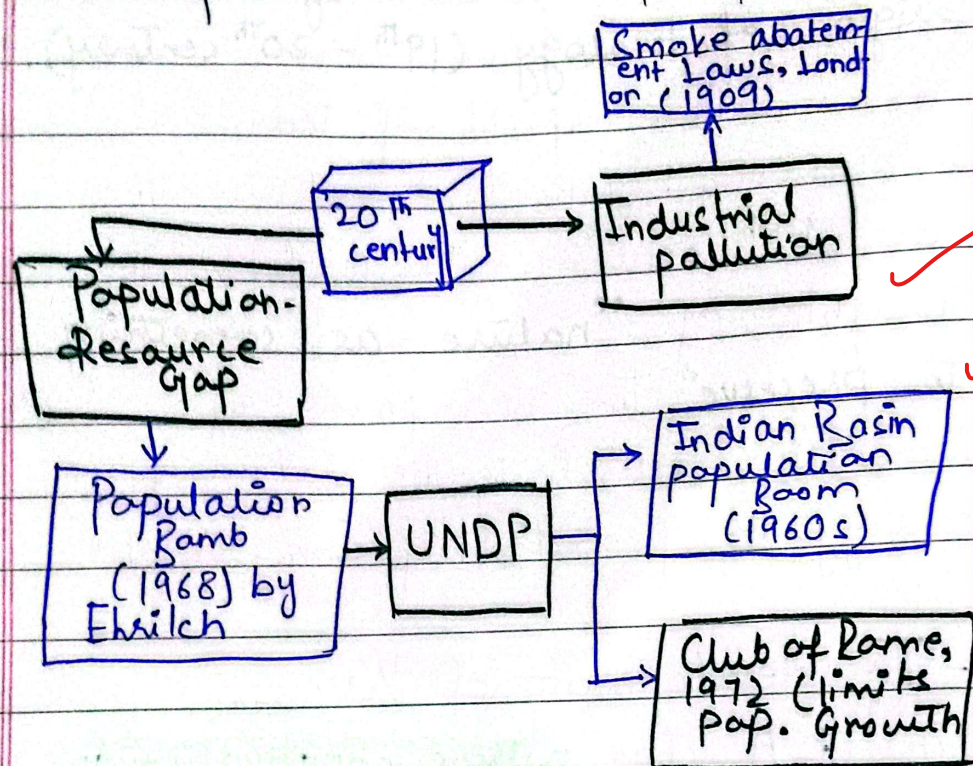 Smoke abatem-
ent Laws, Lond-
on (1909)
20th
century
Industrial
pollution
Population-
Resource
Gap
Population
Bomb
(1968) by
Ehrilch
UNDP
Indian Basin
population
Boom
(1960s)
Club of Rome,
1972 (limits
pop. Growth